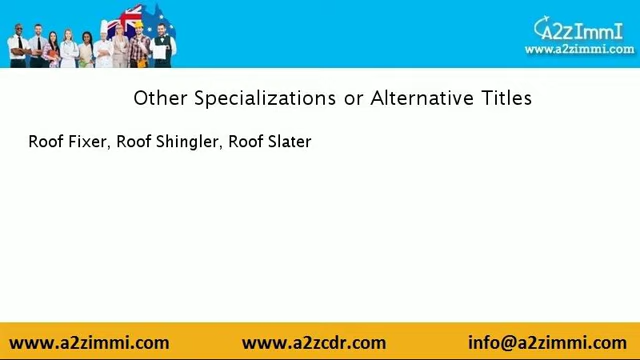 A2zImmI
www.a2zimmi.com
Other Specializations or Alternative Titles
Roof Fixer, Roof Shingler, Roof Slater
www.a2zimmi.com www.a2zcdr.com info@a2zimmi.com